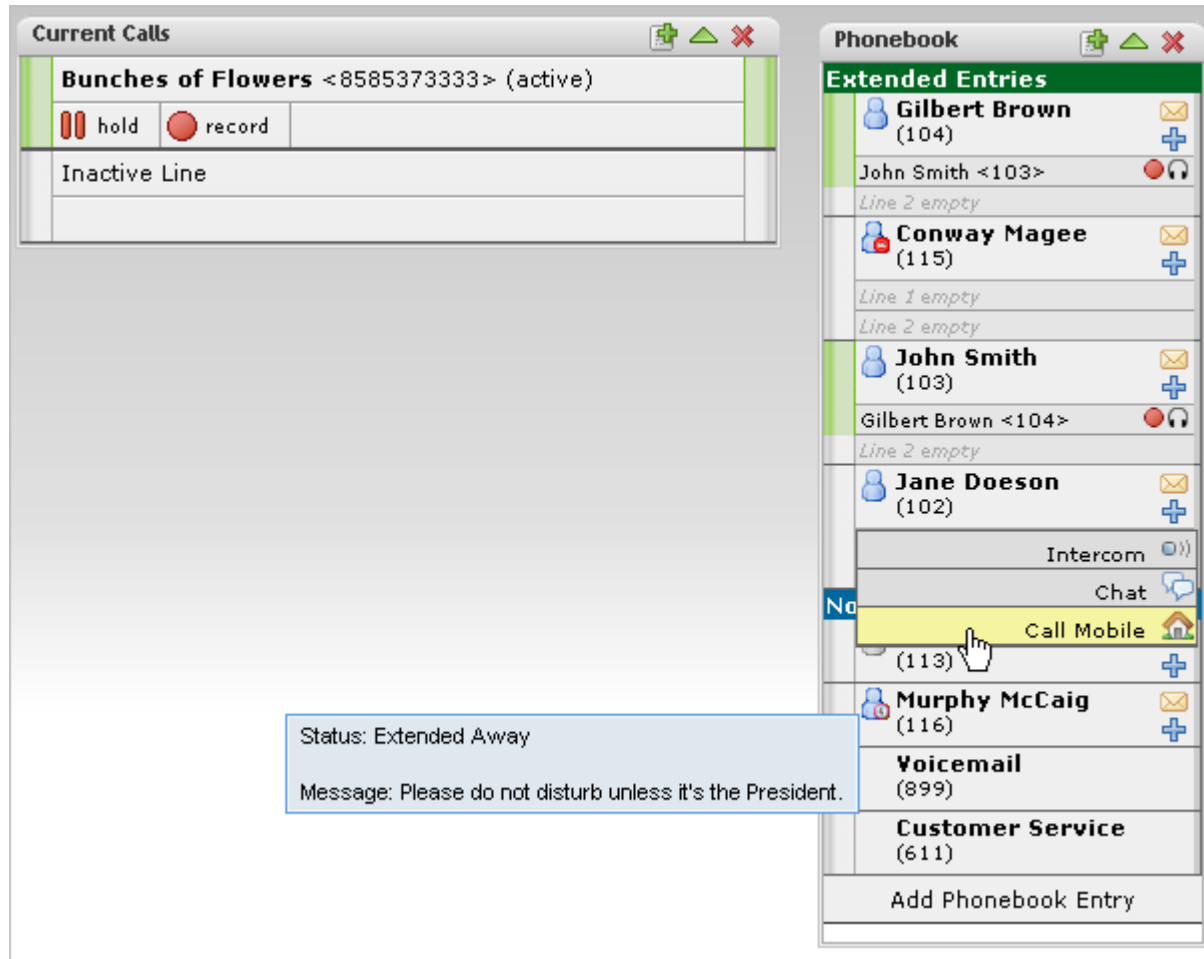 Current Calls
Bunches of Flowers <8585373333> (active)
hold record
Inactive Line
Phonebook
Extended Entries
Gilbert Brown
(104)
John Smith <103>
Line 2 empty
Conway Magee
(115)
Line 1 empty
Line 2 empty
John Smith
(103)
Gilbert Brown <104>
Line 2 empty
Jane Doeson
(102)
Intercom
Chat
Call Mobile
(113)
Murphy McCaig
(116)
Voicemail
(899)
Customer Service
(611)
Add Phonebook Entry
Status: Extended Away
Message: Please do not disturb unless it's the President.